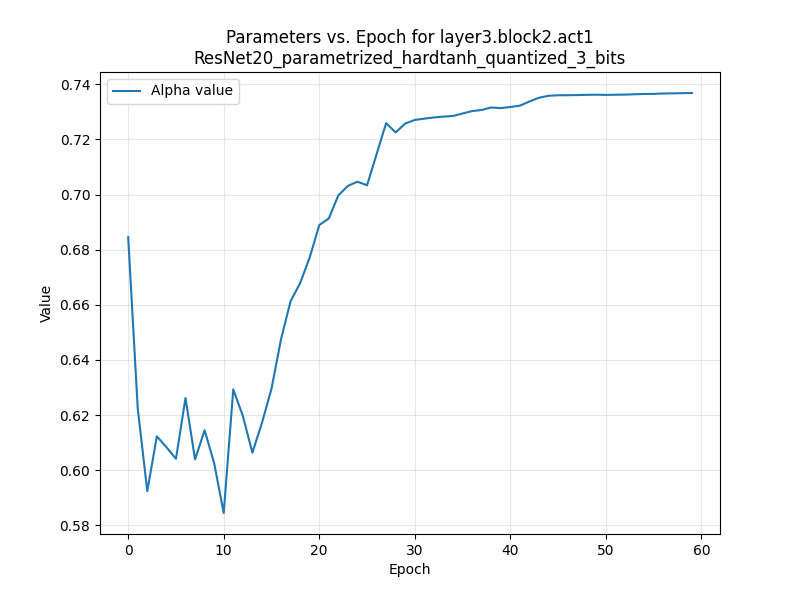 Parameters vs. Epoch for layer3.block2.act1
ResNet20_parametrized_hardtanh_quantized_3_bits
Alpha value
0.74
0.72
0.70
0.68
0.66
0.64
0.62
0.60
0.58
Value
0 10 20 30 40 50 60
Epoch